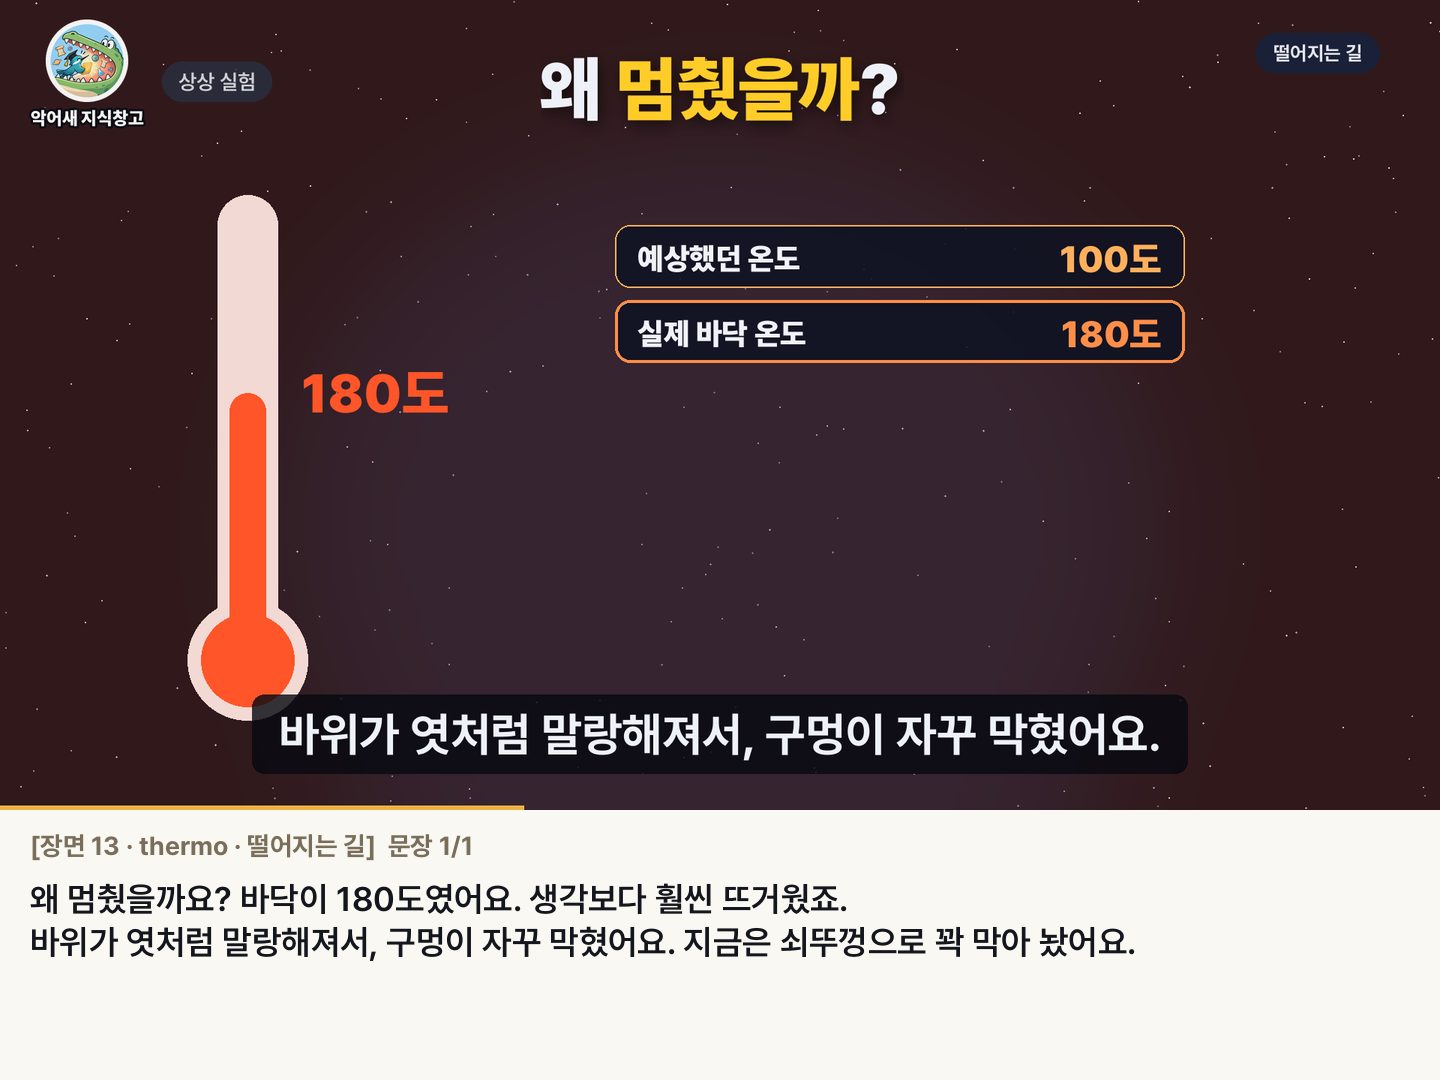 악어새 지식창고
상상 실험
왜 멈췄을까?
떨어지는 길
예상했던 온도 100도
실제 바닥 온도 180도
180도
바위가 엿처럼 말랑해져서, 구멍이 자꾸 막혔어요.
[장면 13 · thermo · 떨어지는 길] 문장 1/1
왜 멈췄을까요? 바닥이 180도였어요. 생각보다 훨씬 뜨거웠죠.
바위가 엿처럼 말랑해져서, 구멍이 자꾸 막혔어요. 지금은 쇠뚜껑으로 꽉 막아 놨어요.